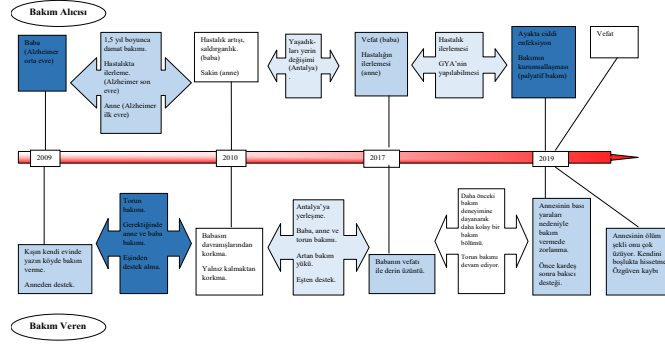 Bakım Alıcısı
Baba
(Alzheimer
orta evre)
1,5 yıl boyunca
damat bakımı.
Hastalıkta
ilerleme.
(Alzheimer son
evre)
Anne (Alzheimer
ilk evre)
Hastalık artışı,
saldırganlık.
(baba)
Sakin (anne)
Yaşadık-
ları yerin
değişimi
(Antalya)
.
Vefat (baba)
Hastalığın
ilerlemesi
(anne)
Hastalık
ilerlemesi
GYA'nin
yapılabilmesi
Ayakta ciddi
enfeksiyon
Bakımın
kurumsallaşması
(palyatif bakım)
Vefat
2009
2010
2017
2019
Kışın kendi evinde
yazın köyde bakım
verme.
Anneden destek.
Torun
bakımı.
Gerektiğinde
anne ve baba
bakımı.
Eşinden
destek alma.
Babasın
davranışlarından
korkma.
Yalnız kalmaktan
korkma.
Antalya'ya
yerleşme.
Baba, anne ve
torun bakımı.
Artan bakım
yükü.
Eşten destek.
Babanın vefatı
ile derin üzüntü.
Daha önceki
bakım
deneyimine
dayanarak
daha kolay bir
bakım
bölümü.
Torun bakımı
devam ediyor.
Annesinin bası
yaraları
nedeniyle
bakım
vermede
zorlanma.
Önce kardeş
sonra bakıcı
desteği.
Annesinin ölüm
şekli onu çok
üzüyor. Kendini
boşlukta hissetme
Özgüven kaybı
Bakım Veren